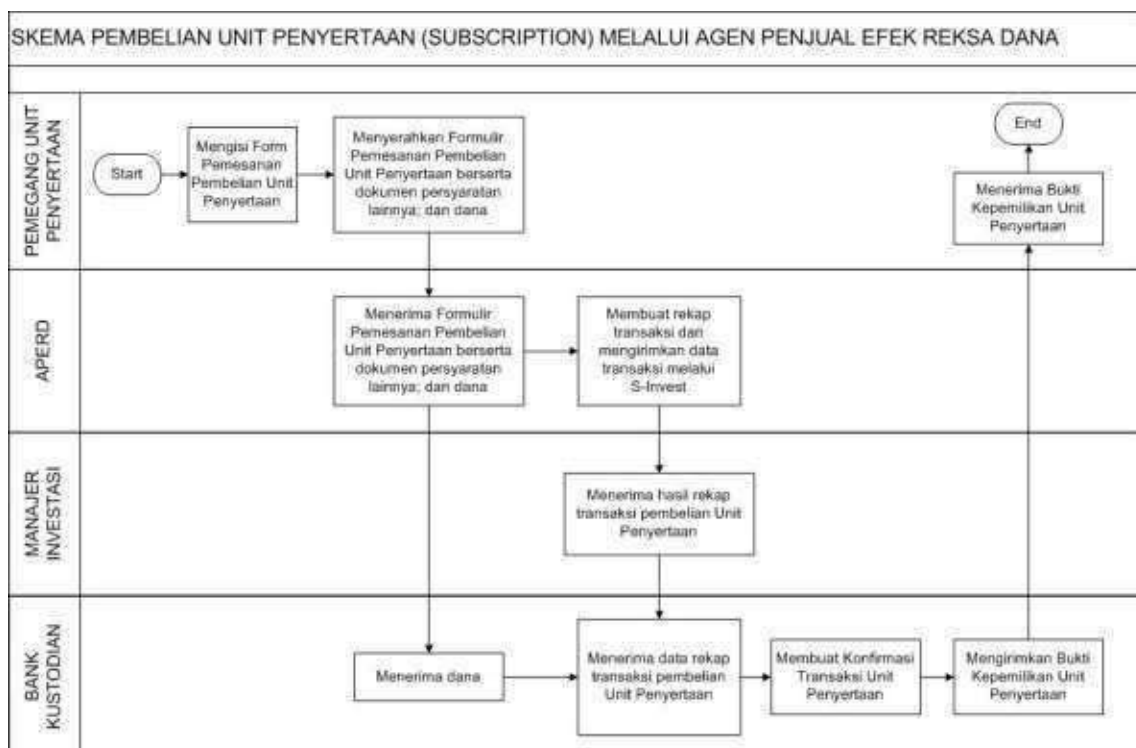 SKEMA PEMBELIAN UNIT PENYERTAAN (SUBSCRIPTION) MELALUI AGEN PENJUAL EFEK REKSA DANA
PEMEGANG UNIT
PENYERTAAN
Start
Mengisi Form
Pemesanan
Pembelian Unit
Penyertaan
Menyerahkan Formulir
Pemesanan Pembelian
Unit Penyertaan berserta
dokumen persyaratan
lainnya; dan dana
End
Menerima Bukti
Kepemilikan Unit
Penyertaan
APERD
Menerima Formulir
Pemesanan Pembelian
Unit Penyertaan berserta
dokumen persyaratan
lainnya; dan dana
Membuat rekap
transaksi dan
mengirimkan data
transaksi melalui
S-Invest
MANAJER
INVESTASI
Menerima hasil rekap
transaksi pembelian Unit
Penyertaan
BANK
KUSTODIAN
Menerima dana
Menerima data rekap
transaksi pembelian
Unit Penyertaan
Membuat Konfirmasi
Transaksi Unit
Penyertaan
Mengirimkan Bukti
Kepemilikan Unit
Penyertaan